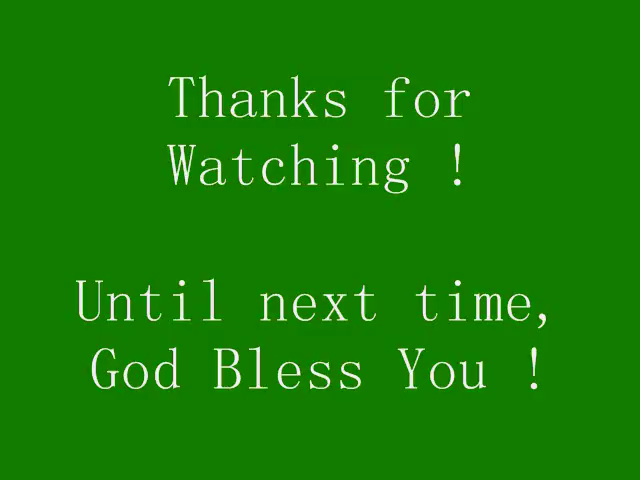 Thanks for
Watching !
Until next time,
God Bless You !